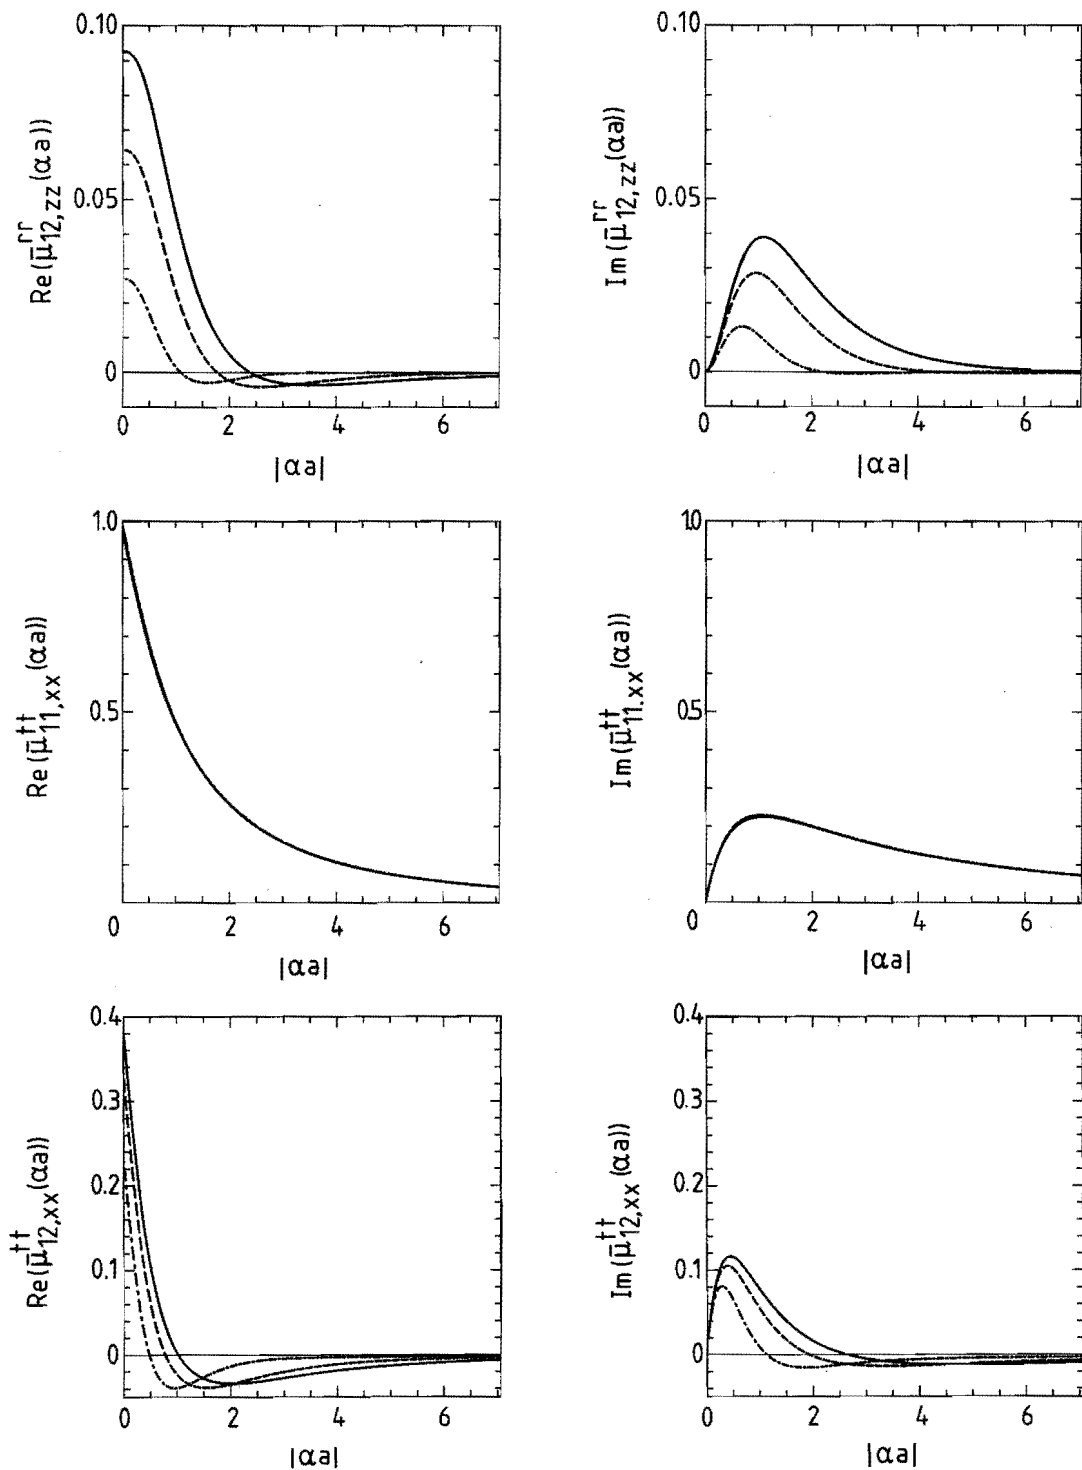 0.10
0.05
0
Re(μ̄^rr_12,zz(αa))
0 2 4 6
|αa|
0.10
0.05
0
Im(μ̄^rr_12,zz(αa))
0 2 4 6
|αa|
1.0
0.5
Re(μ̄^tt_11,xx(αa))
0 2 4 6
|αa|
1.0
0.5
Im(μ̄^tt_11.xx(αa))
0 2 4 6
|αa|
0.4
0.3
0.2
0.1
0
Re(μ̄^tt_12,xx(αa))
0 2 4 6
|αa|
0.4
0.3
0.2
0.1
0
Im(μ̄^tt_12,xx(αa))
0 2 4 6
|αa|